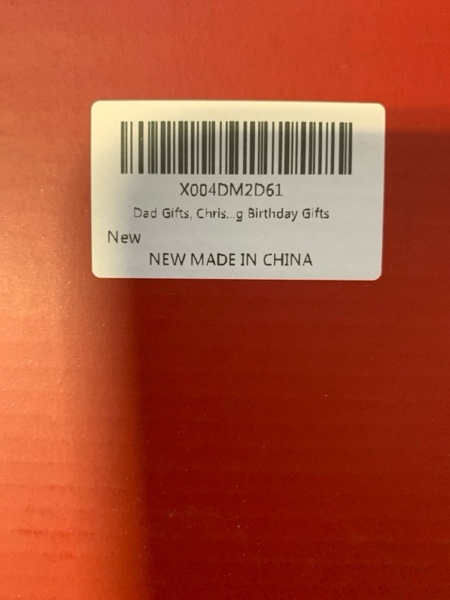 X004DM2D61
Dad Gifts, Chris...g Birthday Gifts
New
NEW MADE IN CHINA